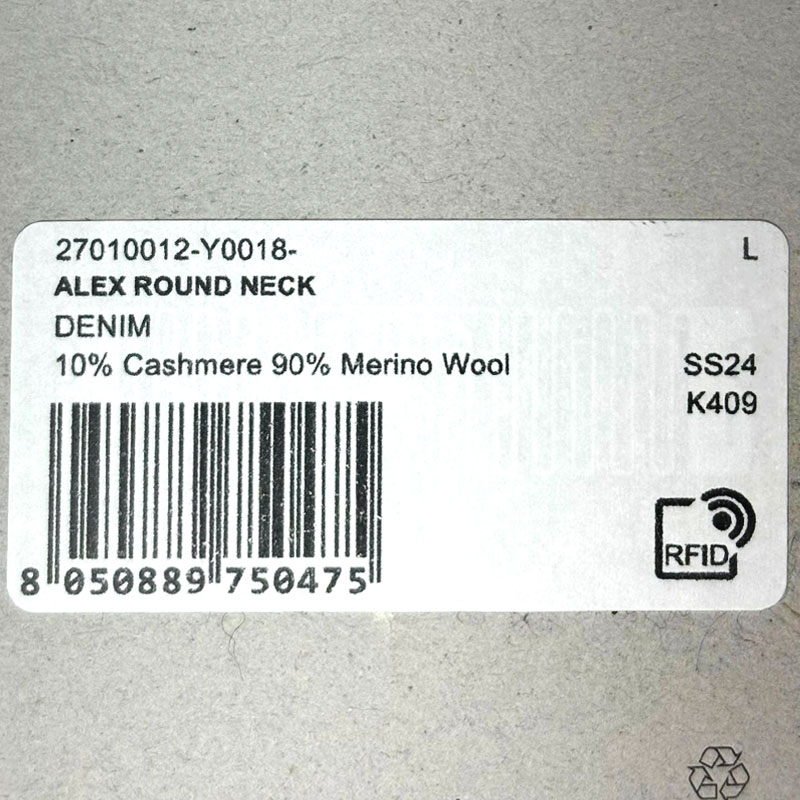 27010012-Y0018- L
ALEX ROUND NECK
DENIM
10% Cashmere 90% Merino Wool SS24
K409
RFID
8 050889 750475